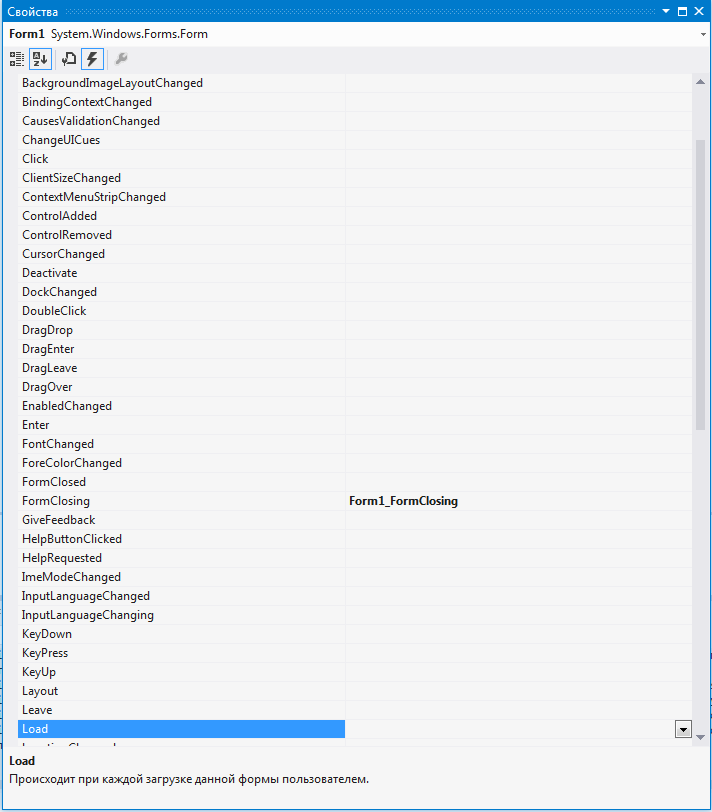 Свойства
Form1 System.Windows.Forms.Form
BackgroundImageLayoutChanged
BindingContextChanged
CausesValidationChanged
ChangeUICues
Click
ClientSizeChanged
ContextMenuStripChanged
ControlAdded
ControlRemoved
CursorChanged
Deactivate
DockChanged
DoubleClick
DragDrop
DragEnter
DragLeave
DragOver
EnabledChanged
Enter
FontChanged
ForeColorChanged
FormClosed
FormClosing Form1_FormClosing
GiveFeedback
HelpButtonClicked
HelpRequested
ImeModeChanged
InputLanguageChanged
InputLanguageChanging
KeyDown
KeyPress
KeyUp
Layout
Leave
Load
Load
Происходит при каждой загрузке данной формы пользователем.